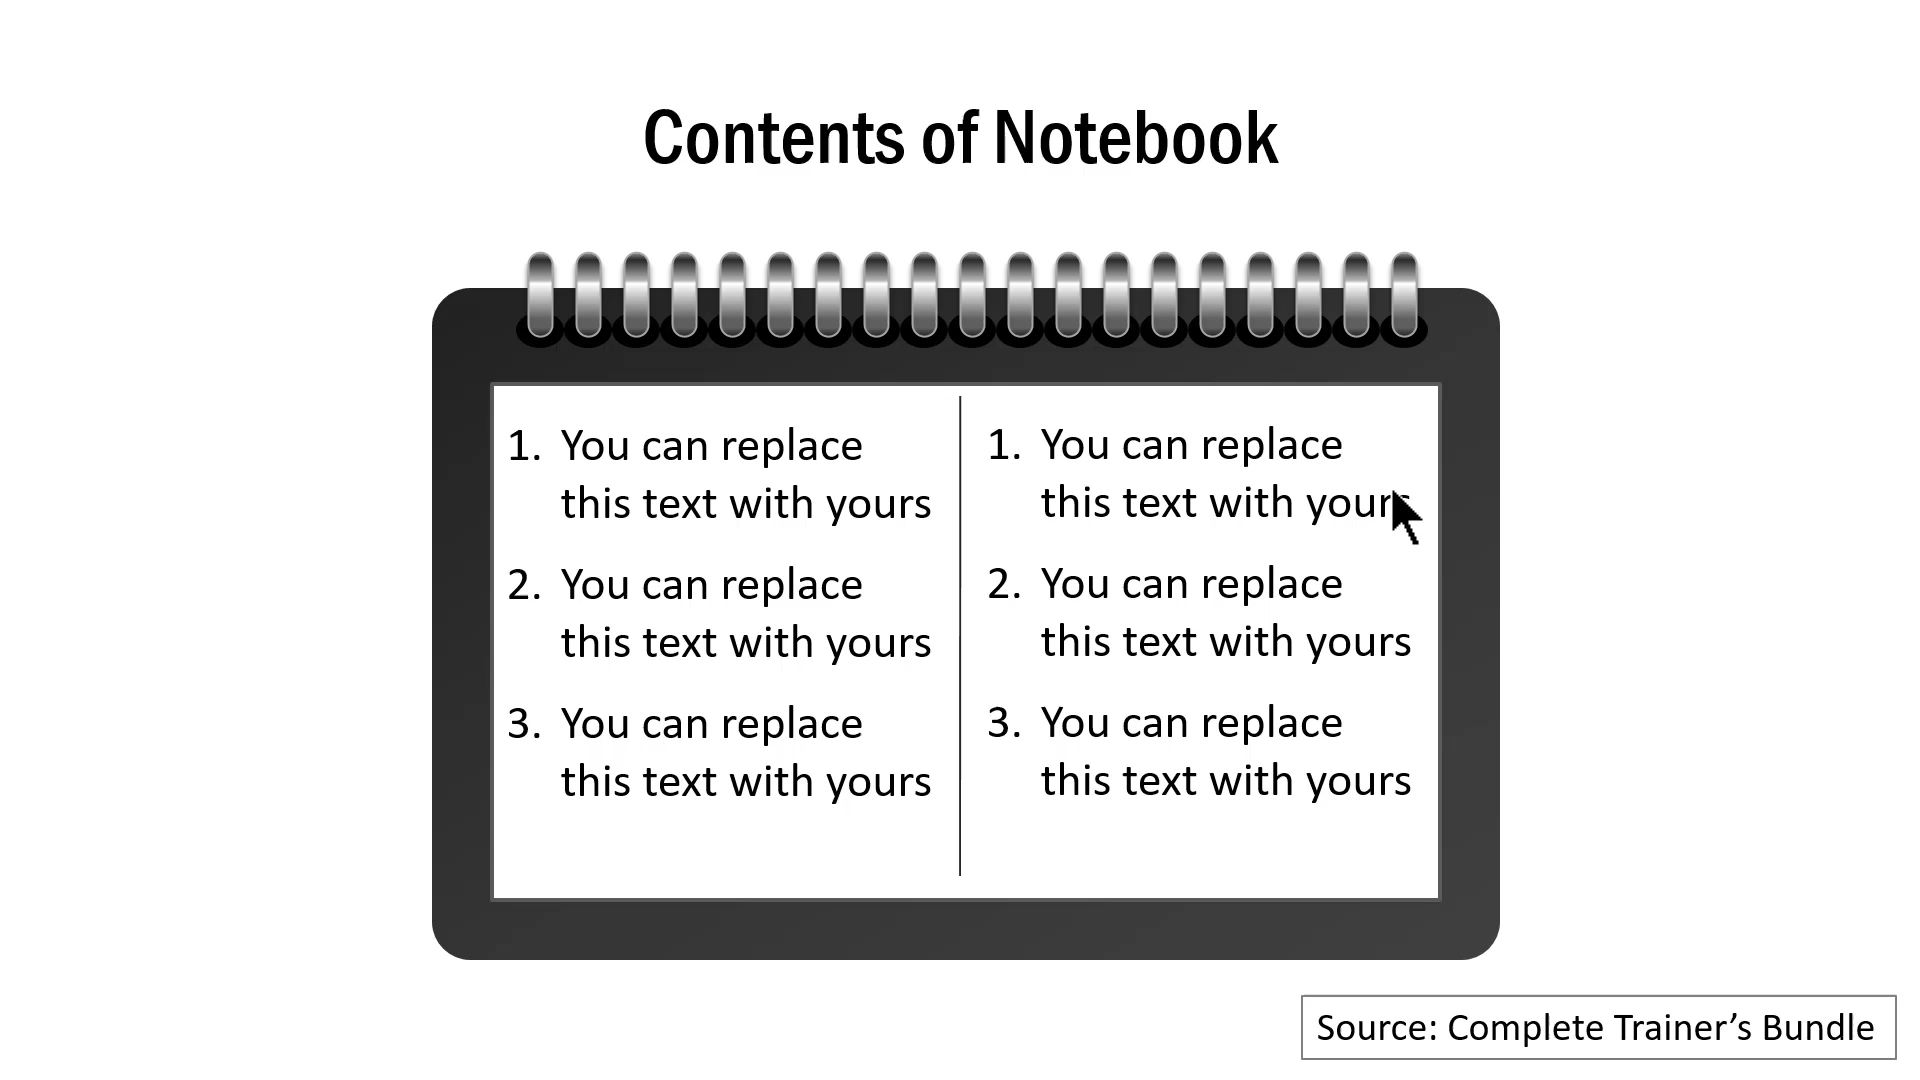 Contents of Notebook
1. You can replace
this text with yours
2. You can replace
this text with yours
3. You can replace
this text with yours
1. You can replace
this text with yours
2. You can replace
this text with yours
3. You can replace
this text with yours
Source: Complete Trainer’s Bundle